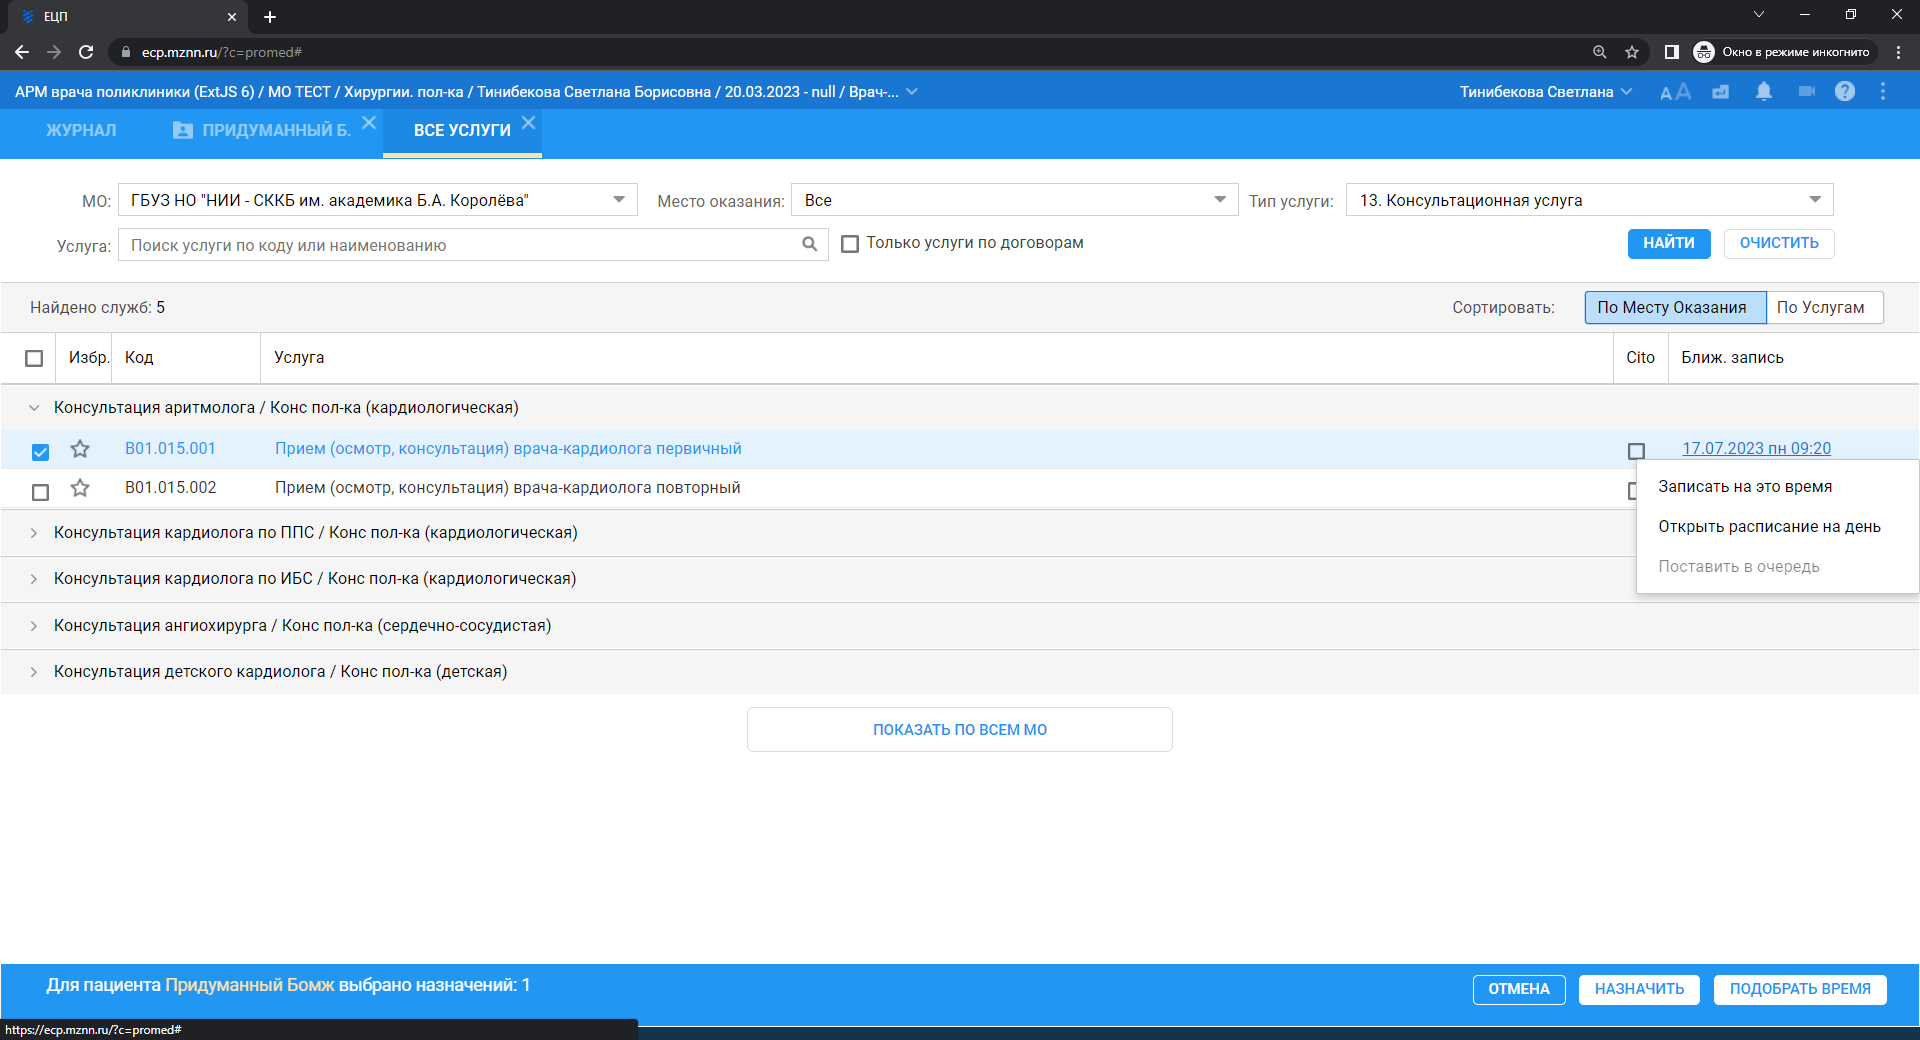 ЕЦП
ecp.mznn.ru/?c=promed#
Окно в режиме инкогнито
АРМ врача поликлиники (ExtJS 6) / МО ТЕСТ / Хирургии. пол-ка / Тинибекова Светлана Борисовна / 20.03.2023 - null / Врач-...
Тинибекова Светлана
ЖУРНАЛ
ПРИДУМАННЫЙ Б.
ВСЕ УСЛУГИ
МО: ГБУЗ НО "НИИ - СККБ им. академика Б.А. Королёва"
Место оказания: Все
Тип услуги: 13. Консультационная услуга
Услуга: Поиск услуги по коду или наименованию
Только услуги по договорам
НАЙТИ
ОЧИСТИТЬ
Найдено служб: 5
Сортировать: По Месту Оказания По Услугам
Избр. Код Услуга Cito Ближ. запись
Консультация аритмолога / Конс пол-ка (кардиологическая)
B01.015.001 Прием (осмотр, консультация) врача-кардиолога первичный 17.07.2023 пн 09:20
B01.015.002 Прием (осмотр, консультация) врача-кардиолога повторный
Записать на это время
Открыть расписание на день
Поставить в очередь
Консультация кардиолога по ППС / Конс пол-ка (кардиологическая)
Консультация кардиолога по ИБС / Конс пол-ка (кардиологическая)
Консультация ангиохирурга / Конс пол-ка (сердечно-сосудистая)
Консультация детского кардиолога / Конс пол-ка (детская)
ПОКАЗАТЬ ПО ВСЕМ МО
Для пациента Придуманный Бомж выбрано назначений: 1
ОТМЕНА
НАЗНАЧИТЬ
ПОДОБРАТЬ ВРЕМЯ
https://ecp.mznn.ru/?c=promed#